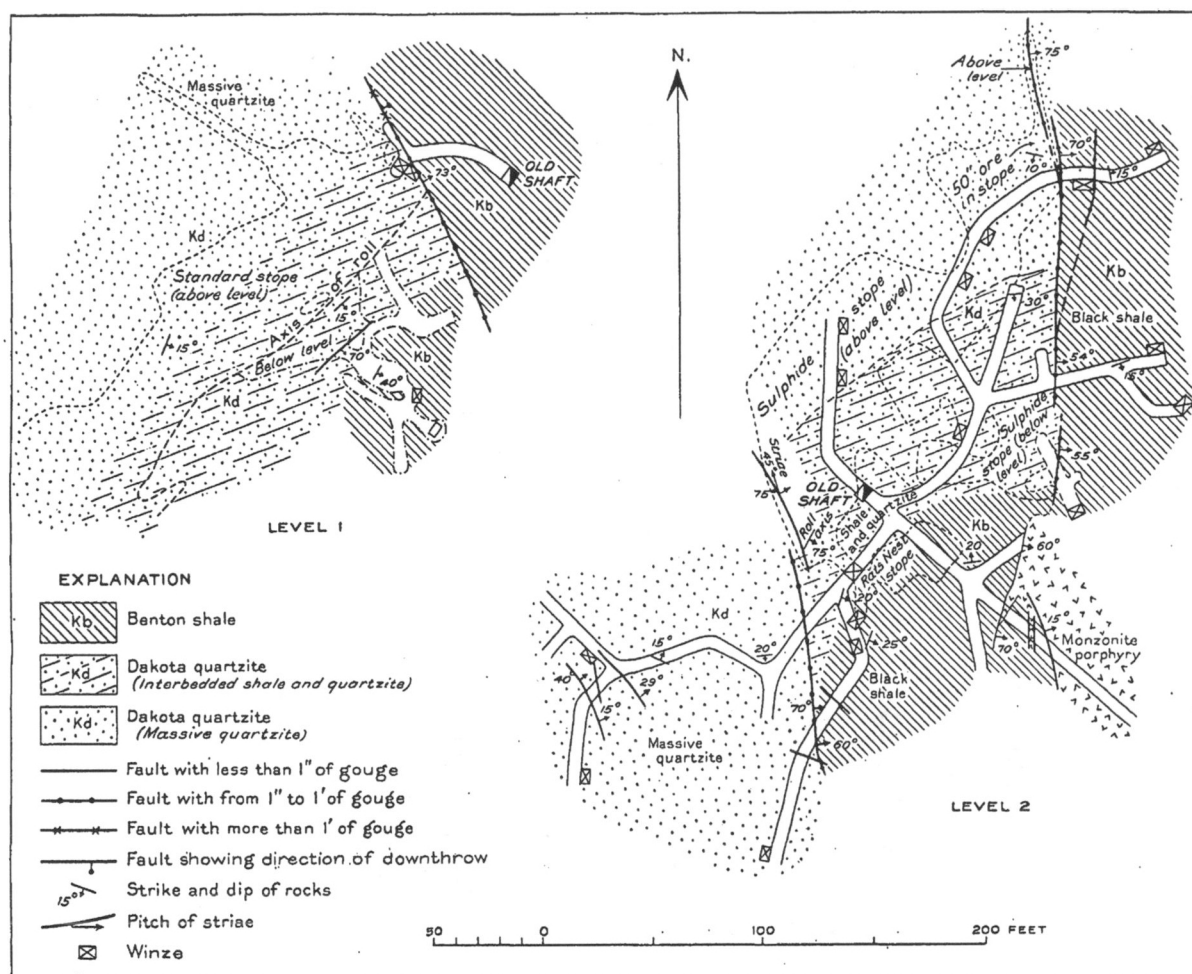 N.
Massive
quartzite
OLD
SHAFT
73°
Kb
Kd
Standard stope
(above level)
Axis of roll
15°
Below level
15°
70°
Kb
40°
Kd
LEVEL 1
Above
level
75°
50" ore
in stope
70°
70°
15°
Kb
Black shale
Sulphide
stope
(above level)
Kd
30°
54°
15°
Sulphide
stope (below
level)
55°
Striae
45°
75°
OLD
SHAFT
Roll
axis
75°
Shale
and quartzite
Rats Nest
stope
Kb
20
60°
20°
Kd
15°
20°
25°
Black
shale
70°
15°
Monzonite
porphyry
40°
29°
15°
70°
60°
Massive
quartzite
LEVEL 2
EXPLANATION
Kb Benton shale
Kd Dakota quartzite
(Interbedded shale and quartzite)
Kd Dakota quartzite
(Massive quartzite)
Fault with less than 1" of gouge
Fault with from 1" to 1' of gouge
Fault with more than 1' of gouge
Fault showing direction of downthrow
15° Strike and dip of rocks
Pitch of striae
Winze
50 0 100 200 FEET